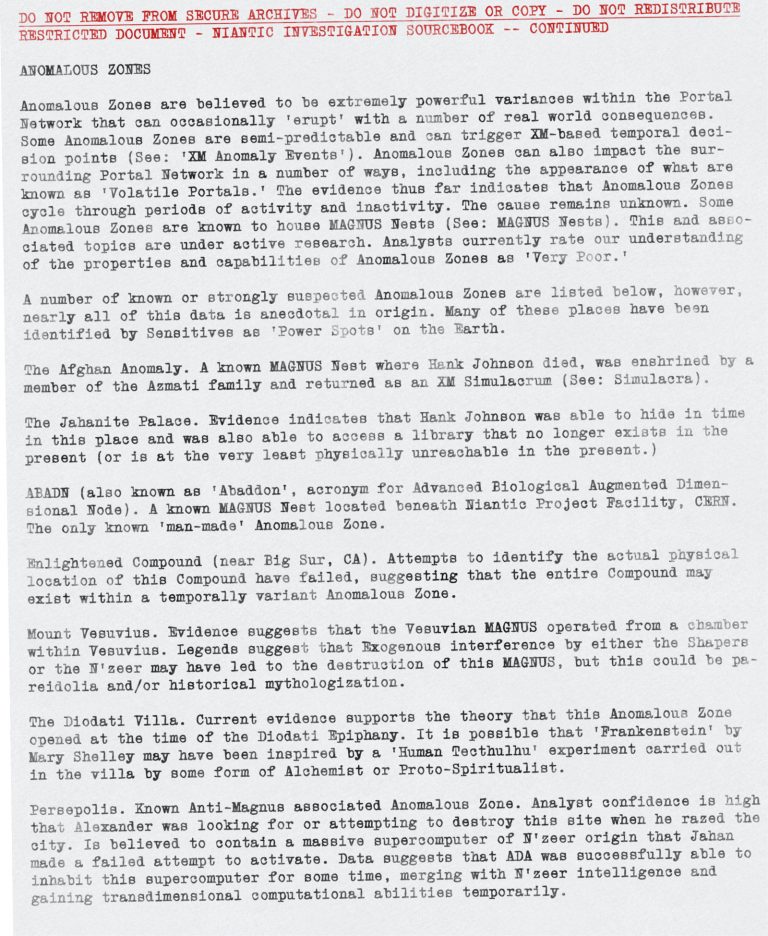 DO NOT REMOVE FROM SECURE ARCHIVES - DO NOT DIGITIZE OR COPY - DO NOT REDISTRIBUTE
RESTRICTED DOCUMENT - NIANTIC INVESTIGATION SOURCEBOOK -- CONTINUED
ANOMALOUS ZONES
Anomalous Zones are believed to be extremely powerful variances within the Portal
Network that can occasionally 'erupt' with a number of real world consequences.
Some Anomalous Zones are semi-predictable and can trigger XM-based temporal deci-
sion points (See: 'XM Anomaly Events'). Anomalous Zones can also impact the sur-
rounding Portal Network in a number of ways, including the appearance of what are
known as 'Volatile Portals.' The evidence thus far indicates that Anomalous Zones
cycle through periods of activity and inactivity. The cause remains unknown. Some
Anomalous Zones are known to house MAGNUS Nests (See: MAGNUS Nests). This and asso-
ciated topics are under active research. Analysts currently rate our understanding
of the properties and capabilities of Anomalous Zones as 'Very Poor.'
A number of known or strongly suspected Anomalous Zones are listed below, however,
nearly all of this data is anecdotal in origin. Many of these places have been
identified by Sensitives as 'Power Spots' on the Earth.
The Afghan Anomaly. A known MAGNUS Nest where Hank Johnson died, was enshrined by a
member of the Azmati family and returned as an XM Simulacrum (See: Simulacra).
The Jahanite Palace. Evidence indicates that Hank Johnson was able to hide in time
in this place and was also able to access a library that no longer exists in the
present (or is at the very least physically unreachable in the present.)
ABADN (also known as 'Abaddon', acronym for Advanced Biological Augmented Dimen-
sional Node). A known MAGNUS Nest located beneath Niantic Project Facility, CERN.
The only known 'man-made' Anomalous Zone.
Enlightened Compound (near Big Sur, CA). Attempts to identify the actual physical
location of this Compound have failed, suggesting that the entire Compound may
exist within a temporally variant Anomalous Zone.
Mount Vesuvius. Evidence suggests that the Vesuvian MAGNUS operated from a chamber
within Vesuvius. Legends suggest that Exogenous interference by either the Shapers
or the N'zeer may have led to the destruction of this MAGNUS, but this could be pa-
reidolia and/or historical mythologization.
The Diodati Villa. Current evidence supports the theory that this Anomalous Zone
opened at the time of the Diodati Epiphany. It is possible that 'Frankenstein' by
Mary Shelley may have been inspired by a 'Human Tecthulhu' experiment carried out
in the villa by some form of Alchemist or Proto-Spiritualist.
Persepolis. Known Anti-Magnus associated Anomalous Zone. Analyst confidence is high
that Alexander was looking for or attempting to destroy this site when he razed the
city. Is believed to contain a massive supercomputer of N'zeer origin that Jahan
made a failed attempt to activate. Data suggests that ADA was successfully able to
inhabit this supercomputer for some time, merging with N'zeer intelligence and
gaining transdimensional computational abilities temporarily.